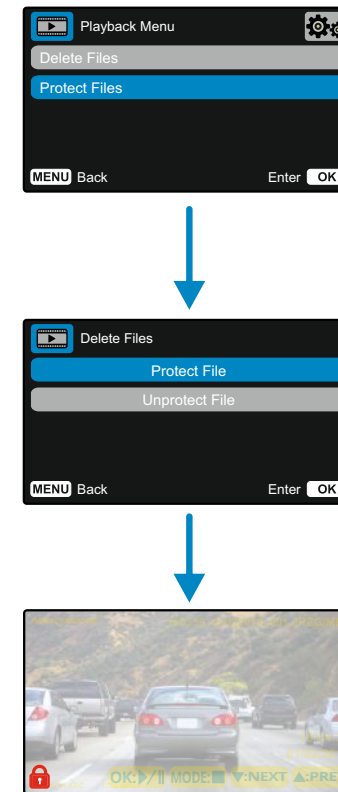 Playback Menu
Delete Files
Protect Files
MENU Back Enter OK
Delete Files
Protect File
Unprotect File
MENU Back Enter OK
OK: MODE: :NEXT :PRE